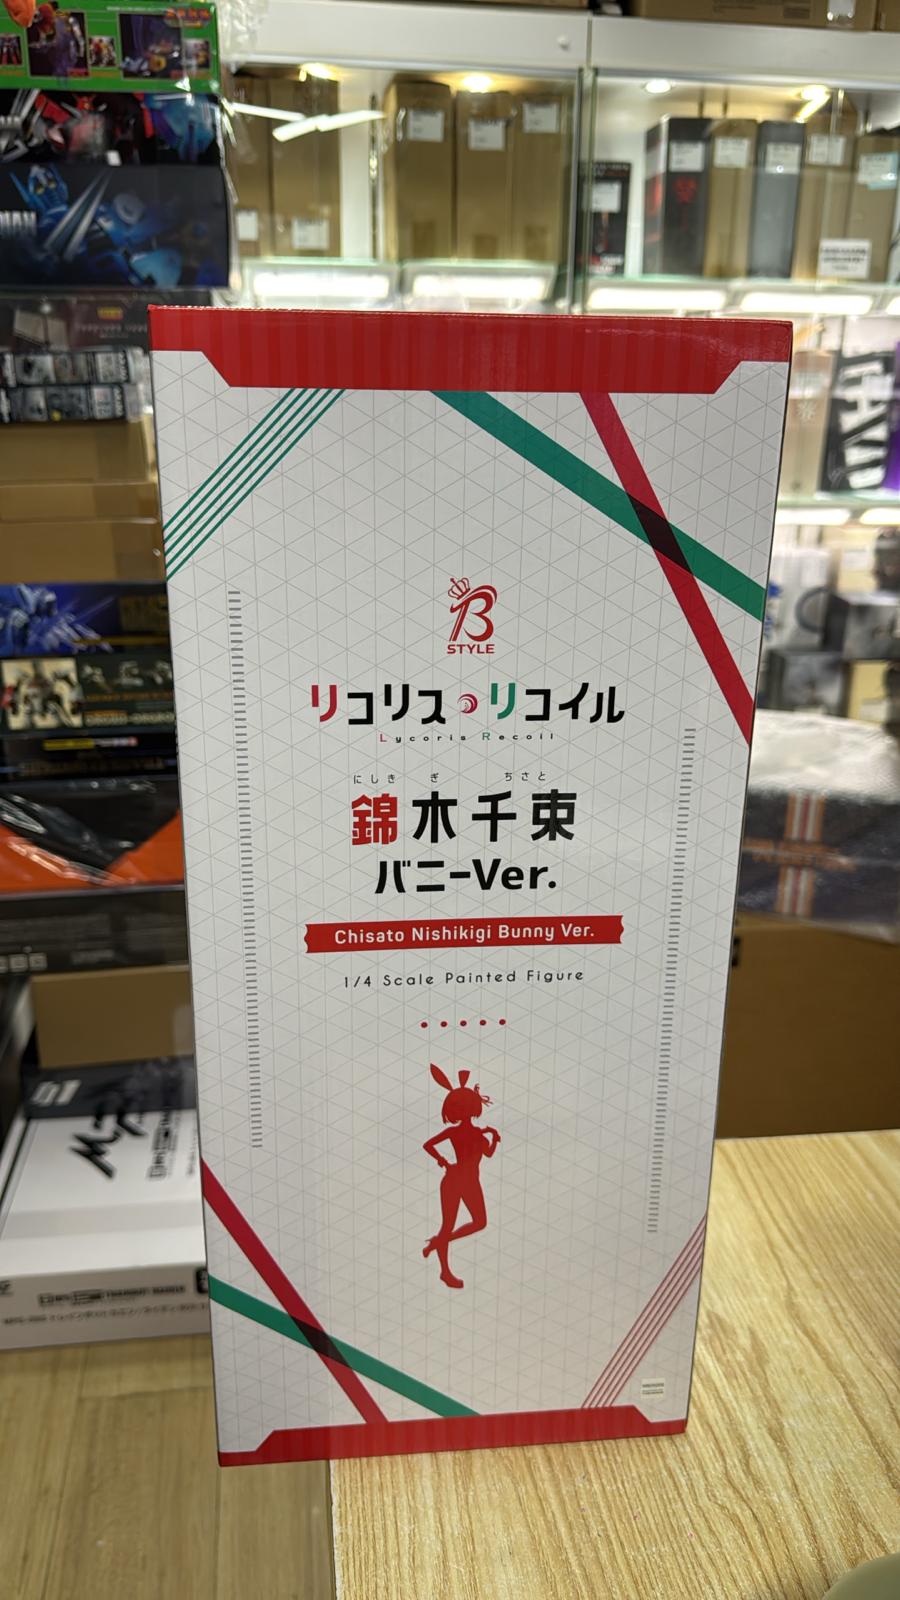 B
STYLE
リコリス・リコイル
Lycoris Recoil
にしき ぎ ちさと
錦木千束
バニーVer.
Chisato Nishikigi Bunny Ver.
1/4 Scale Painted Figure